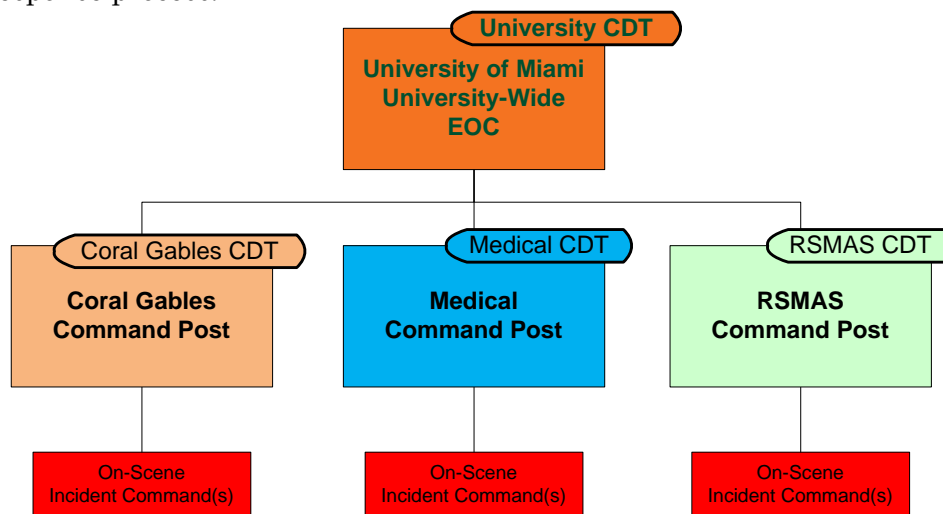 University CDT
University of Miami
University-Wide
EOC
Coral Gables CDT
Coral Gables
Command Post
Medical CDT
Medical
Command Post
RSMAS CDT
RSMAS
Command Post
On-Scene
Incident Command(s)
On-Scene
Incident Command(s)
On-Scene
Incident Command(s)